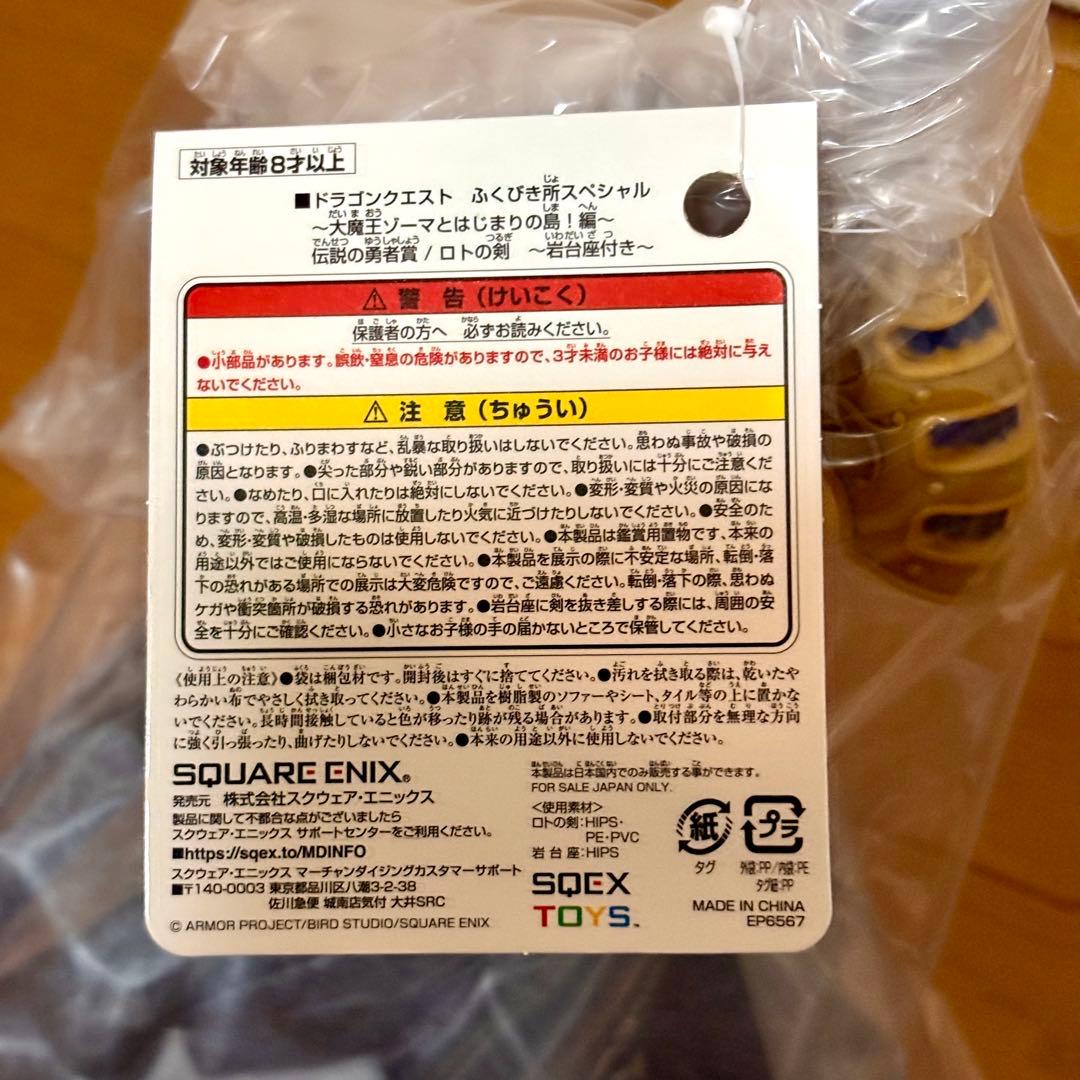 対象年齢8才以上
■ドラゴンクエスト ふくびき所スペシャル
～大魔王ゾーマとはじまりの島！編～
伝説の勇者賞 / ロトの剣 ～岩台座付き～
⚠警 告（けいこく）
保護者の方へ 必ずお読みください。
●小部品があります。誤飲・窒息の危険がありますので、3才未満のお子様には絶対に与え
ないでください。
⚠注 意（ちゅうい）
●ぶつけたり、ふりまわすなど、乱暴な取り扱いはしないでください。思わぬ事故や破損の
原因となります。●尖った部分や鋭い部分がありますので、取り扱いには十分にご注意くだ
さい。●なめたり、口に入れたりは絶対にしないでください。●変形・変質や火災の原因にな
りますので、高温・多湿な場所に放置したり火気に近づけたりしないでください。●安全のた
め、変形・変質や破損したものは使用しないでください。●本製品は鑑賞用置物です、本来の
用途以外ではご使用にならないでください。●本製品を展示の際に不安定な場所、転倒・落
下の恐れがある場所での展示は大変危険ですので、ご遠慮ください。転倒・落下の際、思わぬ
ケガや衝突箇所が破損する恐れがあります。●岩台座に剣を抜き差しする際には、周囲の安
全を十分にご確認ください。●小さなお子様の手の届かないところで保管してください。
《使用上の注意》●袋は梱包材です。開封後はすぐに捨ててください。●汚れを拭き取る際は、乾いたや
わらかい布でやさしく拭き取ってください。●本製品を樹脂製のソファーやシート、タイル等の上に置かな
いでください。長時間接触していると色が移ったり跡が残る場合があります。●取付部分を無理な方向
に強く引っ張ったり、曲げたりしないでください。●本来の用途以外に使用しないでください。
SQUARE ENIX®
発売元 株式会社スクウェア・エニックス
製品に関して不都合な点がございましたら
スクウェア・エニックス サポートセンターをご利用ください。
■https://sqex.to/MDINFO
スクウェア・エニックス マーチャンダイジングカスタマーサポート
■〒140-0003 東京都品川区八潮3-2-38
佐川急便 城南店気付 大井SRC
© ARMOR PROJECT/BIRD STUDIO/SQUARE ENIX
本製品は日本国内でのみ販売する事ができます。
FOR SALE JAPAN ONLY.
＜使用素材＞
ロトの剣：HIPS・
PE・PVC
岩台座：HIPS
SQEX
TOYS™
紙
タグ
プラ
外袋：PP/内袋：PE
タグ紐：PP
MADE IN CHINA
EP6567